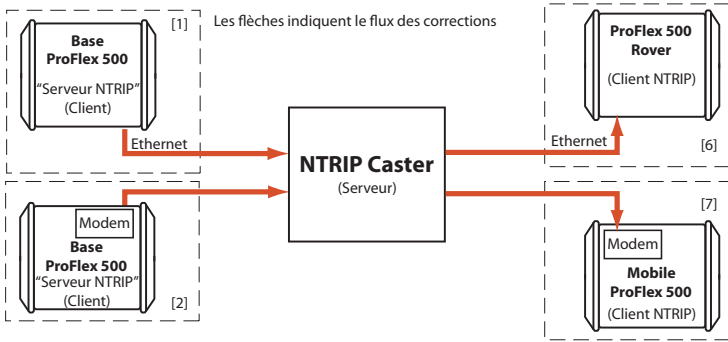 [1]
Les flèches indiquent le flux des corrections
Base
ProFlex 500
“Serveur NTRIP”
(Client)
Ethernet
ProFlex 500
Rover
(Client NTRIP)
Ethernet
[6]
NTRIP Caster
(Serveur)
Modem
Base
ProFlex 500
“Serveur NTRIP”
(Client)
[2]
[7]
Modem
Mobile
ProFlex 500
(Client NTRIP)